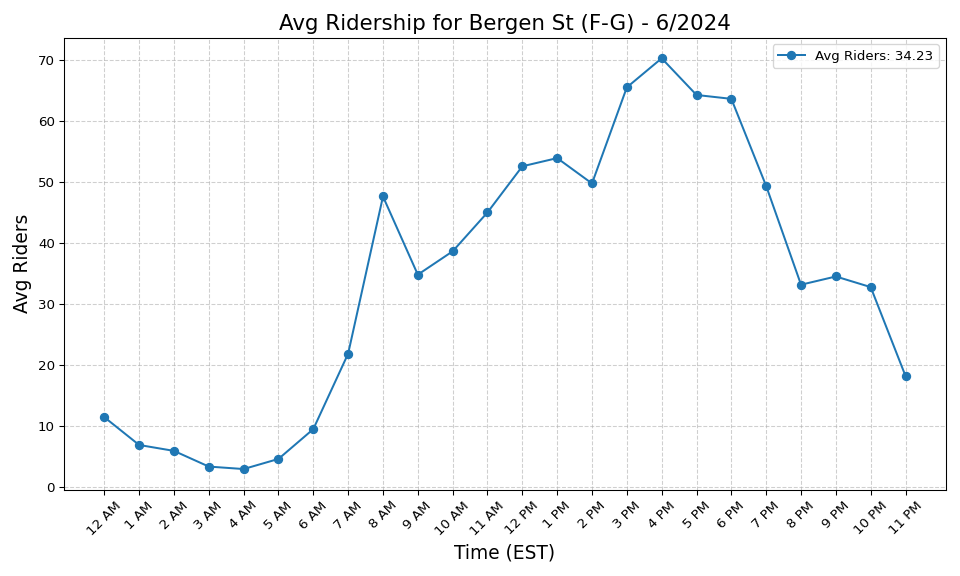 Avg Ridership for Bergen St (F-G) - 6/2024
Avg Riders: 34.23
Avg Riders
70
60
50
40
30
20
10
0
12 AM 1 AM 2 AM 3 AM 4 AM 5 AM 6 AM 7 AM 8 AM 9 AM 10 AM 11 AM 12 PM 1 PM 2 PM 3 PM 4 PM 5 PM 6 PM 7 PM 8 PM 9 PM 10 PM 11 PM
Time (EST)